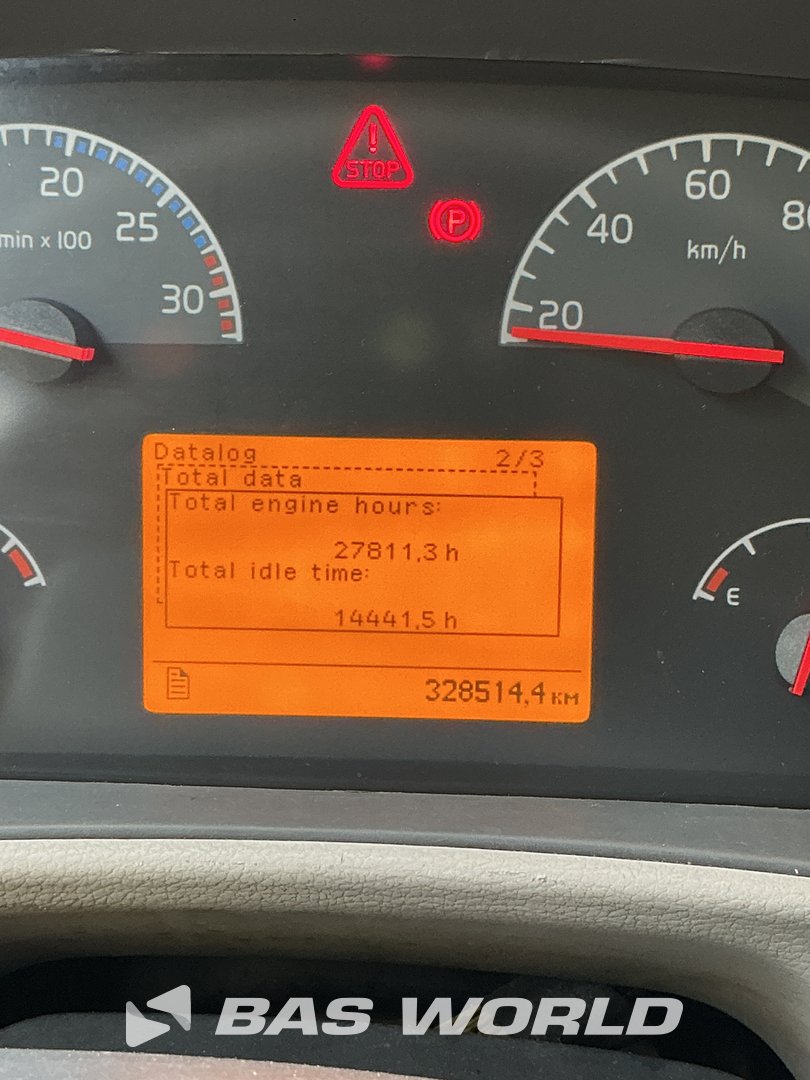 STOP
P
20
25
30
min x 100
20
40
60
80
km/h
Datalog 2/3
Total data
Total engine hours:
27811,3 h
Total idle time:
14441,5 h
328514,4 км
E
BAS WORLD